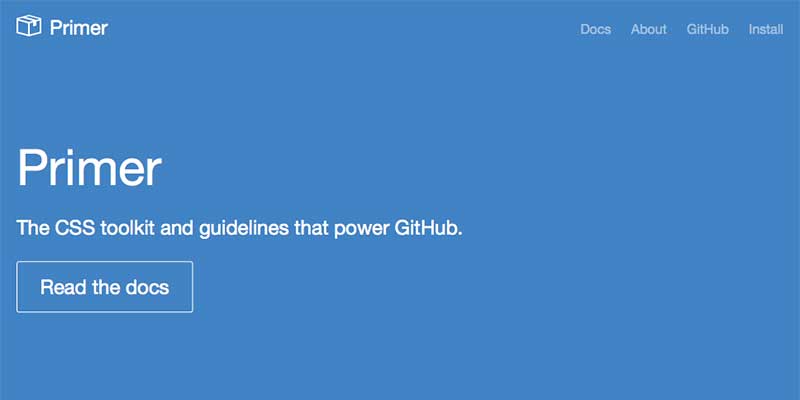 Primer
Docs About GitHub Install
Primer
The CSS toolkit and guidelines that power GitHub.
Read the docs